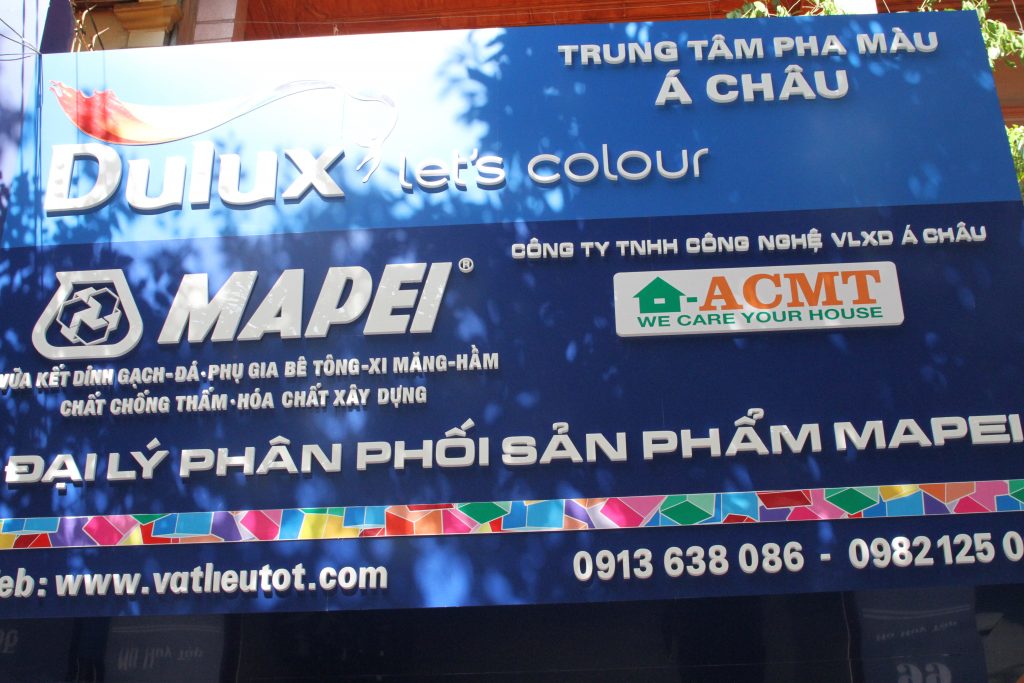 TRUNG TÂM PHA MÀU
Á CHÂU
Dulux let's colour
CÔNG TY TNHH CÔNG NGHỆ VLXD Á CHÂU
MAPEI®
-ACMT
WE CARE YOUR HOUSE
VỮA KẾT DÍNH GẠCH-ĐÁ•PHỤ GIA BÊ TÔNG-XI MĂNG-HẦM
CHẤT CHỐNG THẤM•HÓA CHẤT XÂY DỰNG
ĐẠI LÝ PHÂN PHỐI SẢN PHẨM MAPEI
eb: www.vatlieutot.com
0913 638 086 - 0982125 0